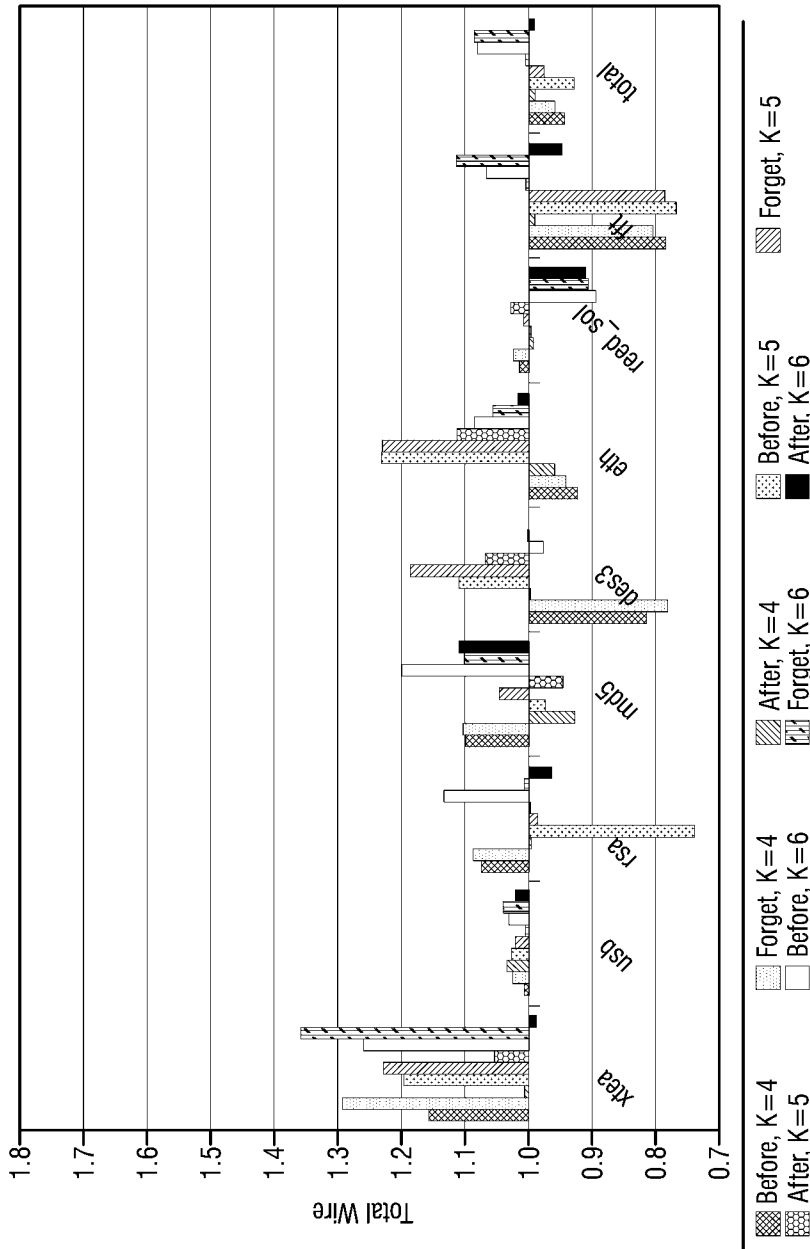 Total Wire
1.8
1.7
1.6
1.5
1.4
1.3
1.2
1.1
1.0
0.9
0.8
0.7
xtea
usb
rsa
md5
des3
eth
reed_sol
fft
total
Before, K=4
Forget, K=4
After, K=4
Before, K=5
Forget, K=5
After, K=5
Before, K=6
Forget, K=6
After, K=6